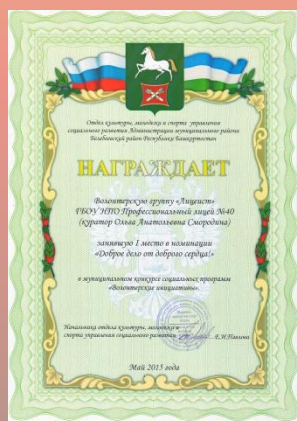 Отдел культуры, молодежи и спорта управления
социального развития Администрации муниципального района
Белебеевский район Республики Башкортостан
НАГРАЖДАЕТ
Волонтерскую группу «Лицеист»
ГБОУ НПО Профессиональный лицей №40
(куратор Ольга Анатольевна Смородина)
занявшую I место в номинации
«Доброе дело от доброго сердца!»
в муниципальном конкурсе социальных программ
«Волонтерские инициативы».
Начальник отдела культуры, молодежи и
спорта управления социального развития
Май 2013 года